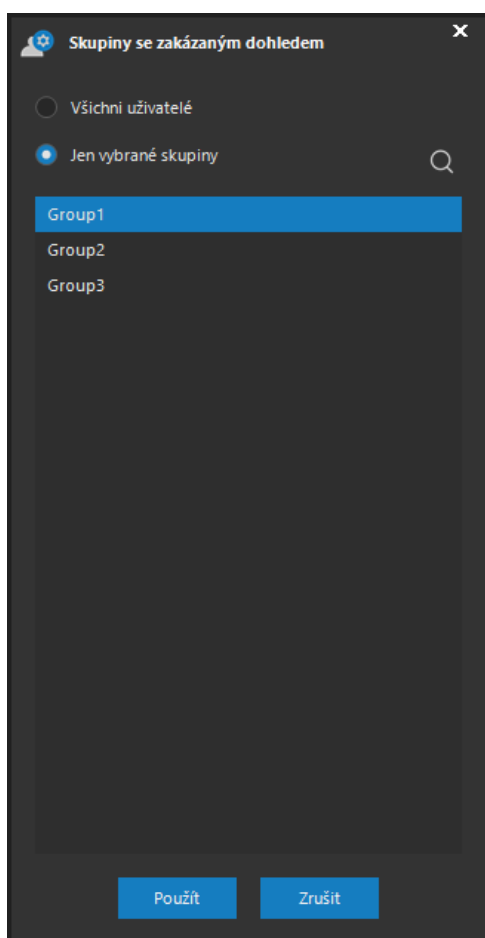 Skupiny se zakázaným dohledem
Všichni uživatelé
Jen vybrané skupiny
Group1
Group2
Group3
Použít
Zrušit